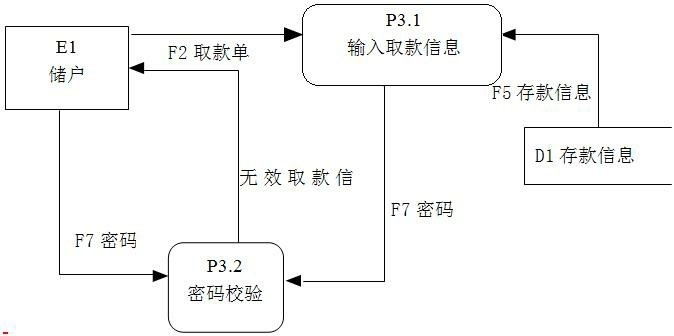 P3.1
输入取款信息
E1
储户
F2 取款单
F5 存款信息
D1 存款信息
无效取款信
F7 密码
F7 密码
P3.2
密码校验